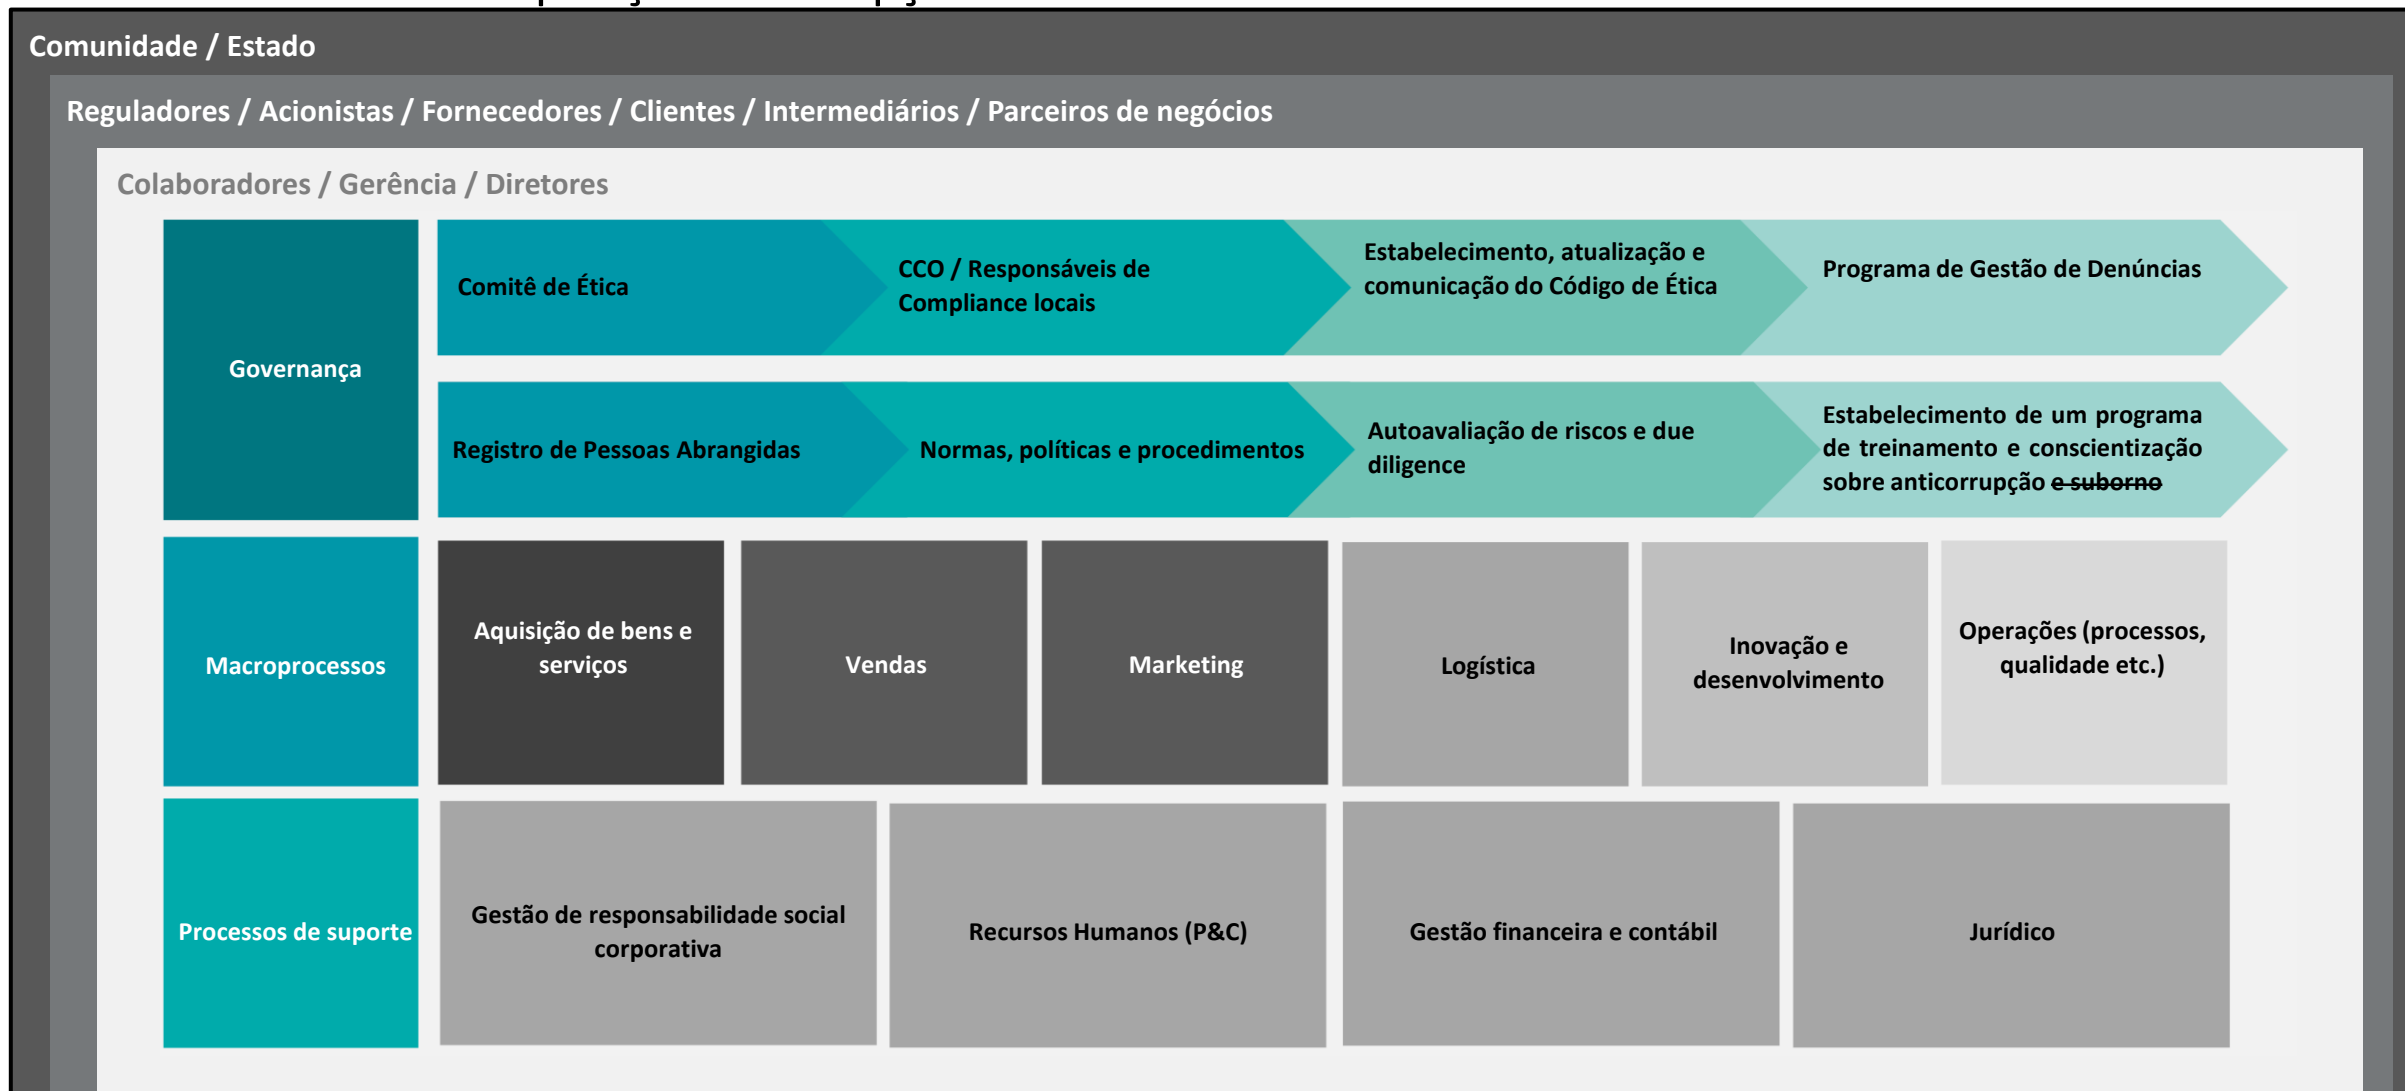 Comunidade / Estado
Reguladores / Acionistas / Fornecedores / Clientes / Intermediários / Parceiros de negócios
Colaboradores / Gerência / Diretores
Governança
Comitê de Ética
CCO / Responsáveis de
Compliance locais
Estabelecimento, atualização e
comunicação do Código de Ética
Programa de Gestão de Denúncias
Registro de Pessoas Abrangidas
Normas, políticas e procedimentos
Autoavaliação de riscos e due
diligence
Estabelecimento de um programa
de treinamento e conscientização
sobre anticorrupção e suborno
Macroprocessos
Aquisição de bens e
serviços
Vendas
Marketing
Logística
Inovação e
desenvolvimento
Operações (processos,
qualidade etc.)
Processos de suporte
Gestão de responsabilidade social
corporativa
Recursos Humanos (P&C)
Gestão financeira e contábil
Jurídico